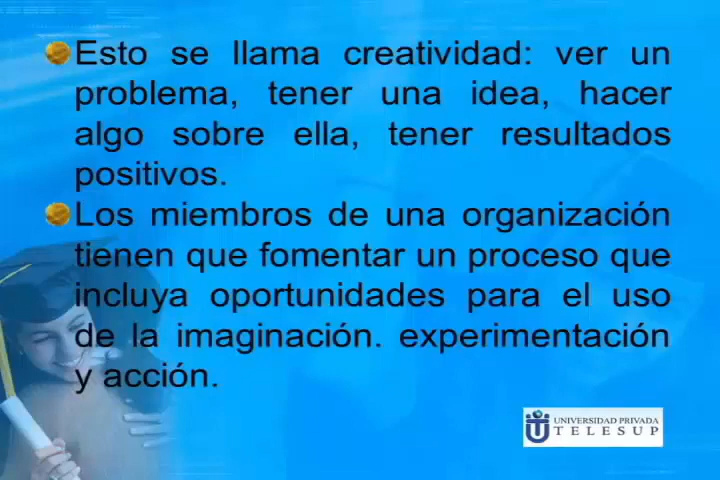 Esto se llama creatividad: ver un
problema, tener una idea, hacer
algo sobre ella, tener resultados
positivos.
Los miembros de una organización
tienen que fomentar un proceso que
incluya oportunidades para el uso
de la imaginación. experimentación
y acción.
UNIVERSIDAD PRIVADA
TELESUP